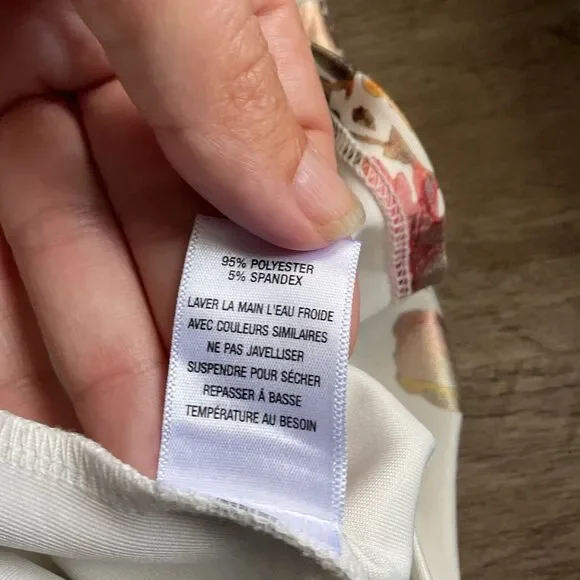 95% POLYESTER
5% SPANDEX
LAVER LA MAIN L'EAU FROIDE
AVEC COULEURS SIMILAIRES
NE PAS JAVELLISER
SUSPENDRE POUR SÉCHER
REPASSER À BASSE
TEMPÉRATURE AU BESOIN